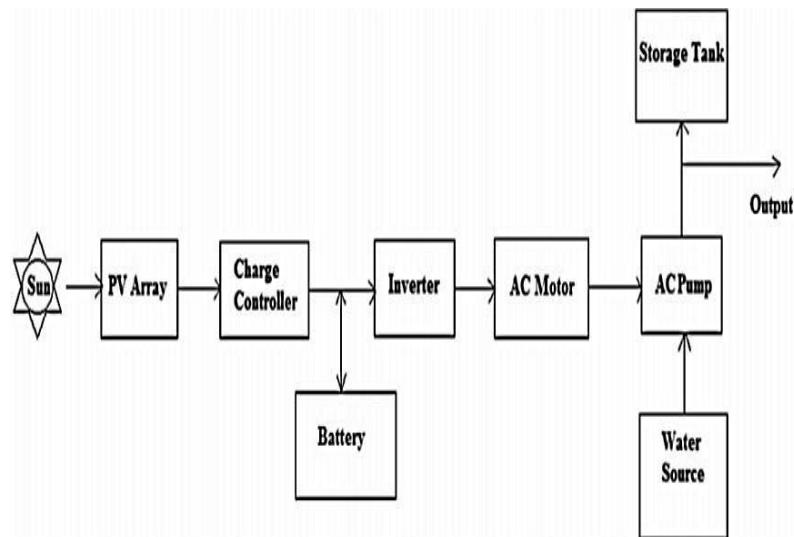 Storage Tank
Output
Sun
PV Array
Charge
Controller
Inverter
AC Motor
AC Pump
Battery
Water
Source